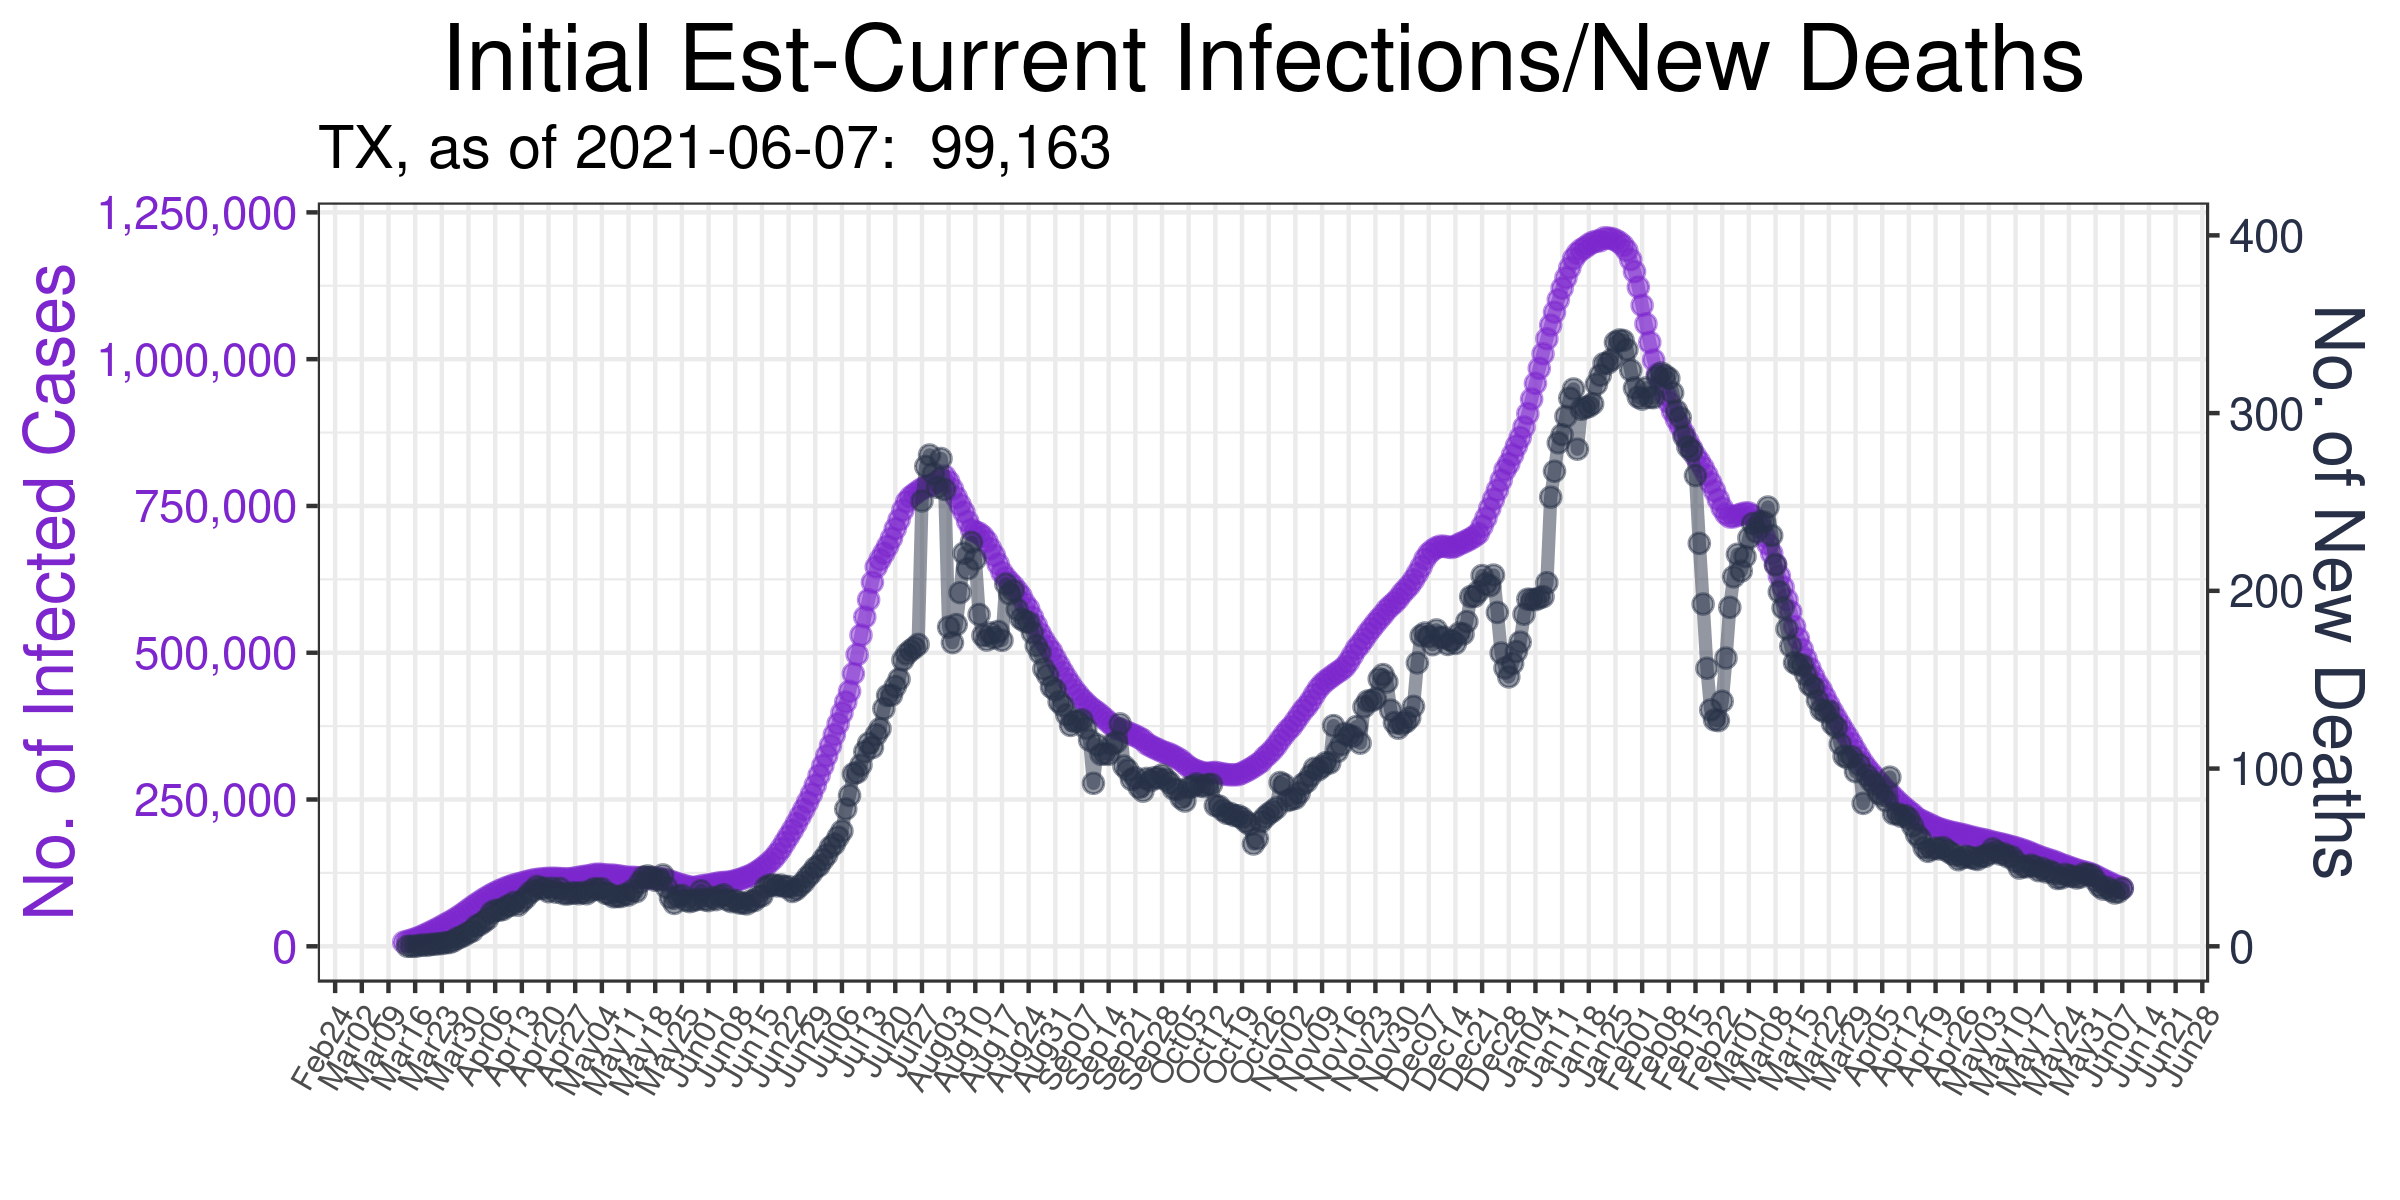 Initial Est-Current Infections/New Deaths
TX, as of 2021-06-07:  99,163
No. of Infected Cases
1,250,000
1,000,000
750,000
500,000
250,000
0
400
300
200
100
0
No. of New Deaths
Feb24
Mar02
Mar09
Mar16
Mar23
Mar30
Apr06
Apr13
Apr20
Apr27
May04
May11
May18
May25
Jun01
Jun08
Jun15
Jun22
Jun29
Jul06
Jul13
Jul20
Jul27
Aug03
Aug10
Aug17
Aug24
Aug31
Sep07
Sep14
Sep21
Sep28
Oct05
Oct12
Oct19
Oct26
Nov02
Nov09
Nov16
Nov23
Nov30
Dec07
Dec14
Dec21
Dec28
Jan04
Jan11
Jan18
Jan25
Feb01
Feb08
Feb15
Feb22
Mar01
Mar08
Mar15
Mar22
Mar29
Apr05
Apr12
Apr19
Apr26
May03
May10
May17
May24
May31
Jun07
Jun14
Jun21
Jun28